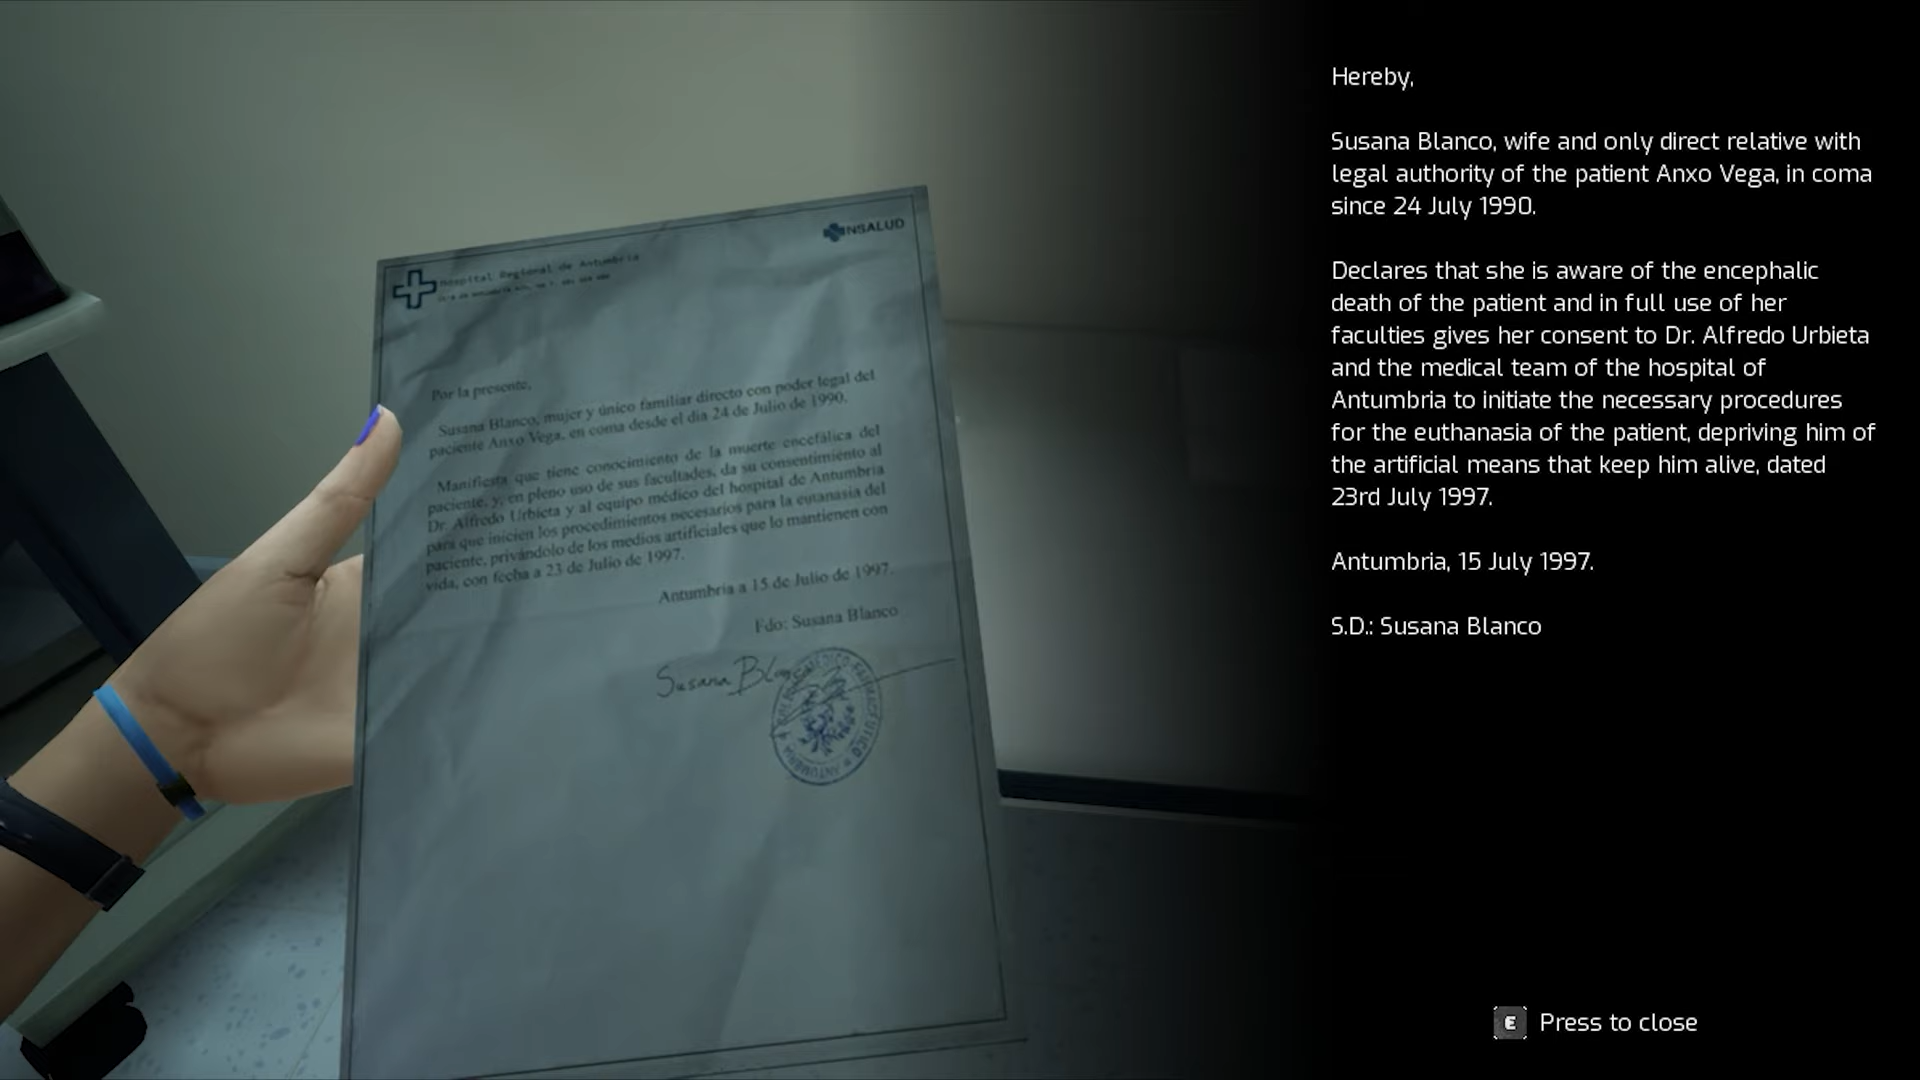 Hospital Regional de Antumbria
INSALUD
Por la presente,
Susana Blanco, mujer y único familiar directo con poder legal del
paciente Anxo Vega, en coma desde el día 24 de Julio de 1990.
Manifiesta que tiene conocimiento de la muerte encefálica del
paciente, y, en pleno uso de sus facultades, da su consentimiento al
Dr. Alfredo Urbieta y al equipo médico del hospital de Antumbria
para que inicien los procedimientos necesarios para la eutanasia del
paciente, privándolo de los medios artificiales que lo mantienen con
vida, con fecha a 23 de Julio de 1997.
Antumbria a 15 de Julio de 1997.
Fdo: Susana Blanco
Susana Blanco
Hereby,
Susana Blanco, wife and only direct relative with
legal authority of the patient Anxo Vega, in coma
since 24 July 1990.
Declares that she is aware of the encephalic
death of the patient and in full use of her
faculties gives her consent to Dr. Alfredo Urbieta
and the medical team of the hospital of
Antumbria to initiate the necessary procedures
for the euthanasia of the patient, depriving him of
the artificial means that keep him alive, dated
23rd July 1997.
Antumbria, 15 July 1997.
S.D.: Susana Blanco
E Press to close